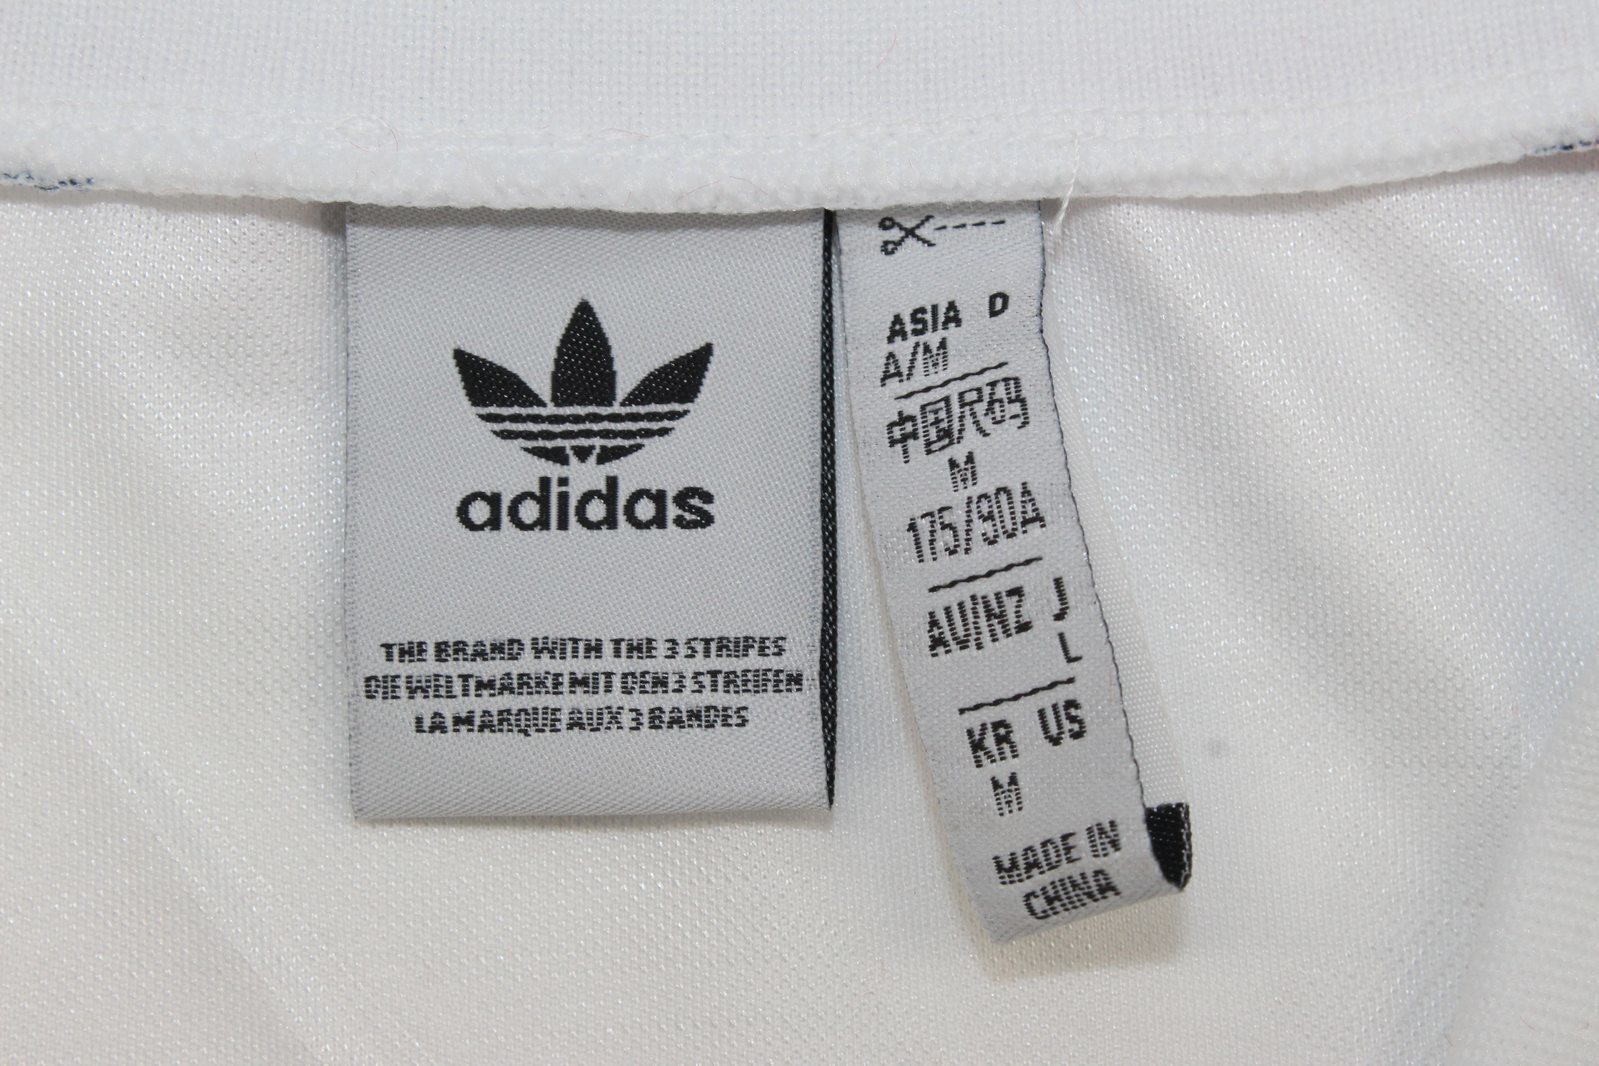 adidas
THE BRAND WITH THE 3 STRIPES
DIE WELTMARKE MIT DEN 3 STREIFEN
LA MARQUE AUX 3 BANDES
ASIA D
A/M
中国尺码
M
175/90A
AU/NZ J
L
KR US
M
MADE IN
CHINA